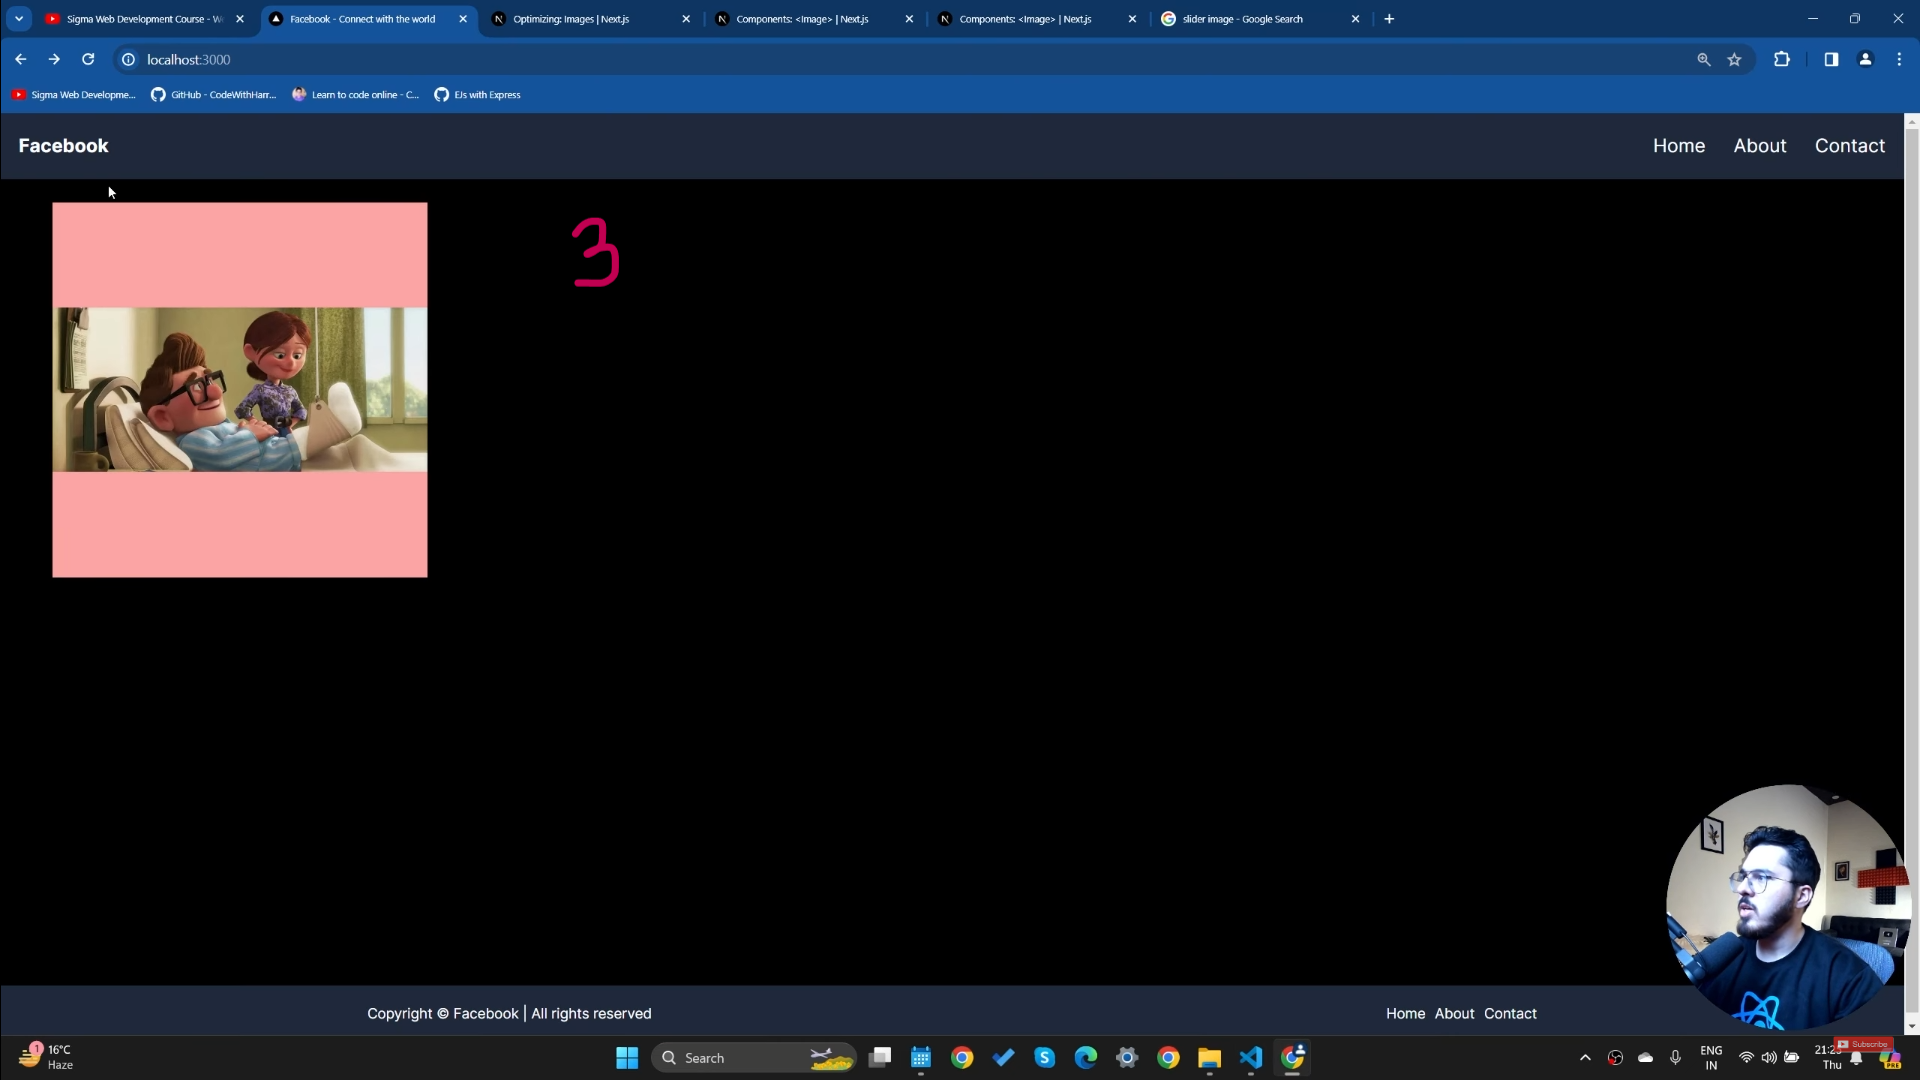 Sigma Web Development Course - W
Facebook - Connect with the world
Optimizing: Images | Next.js
Components: <Image> | Next.js
Components: <Image> | Next.js
slider image - Google Search
localhost:3000
Sigma Web Developme...
GitHub - CodeWithHarr...
Learn to code online - C...
EJs with Express
Facebook
Home About Contact
3
Copyright © Facebook | All rights reserved
Home About Contact
1
16°C
Haze
Search
ENG
IN
Thu
Subscribe
PRE